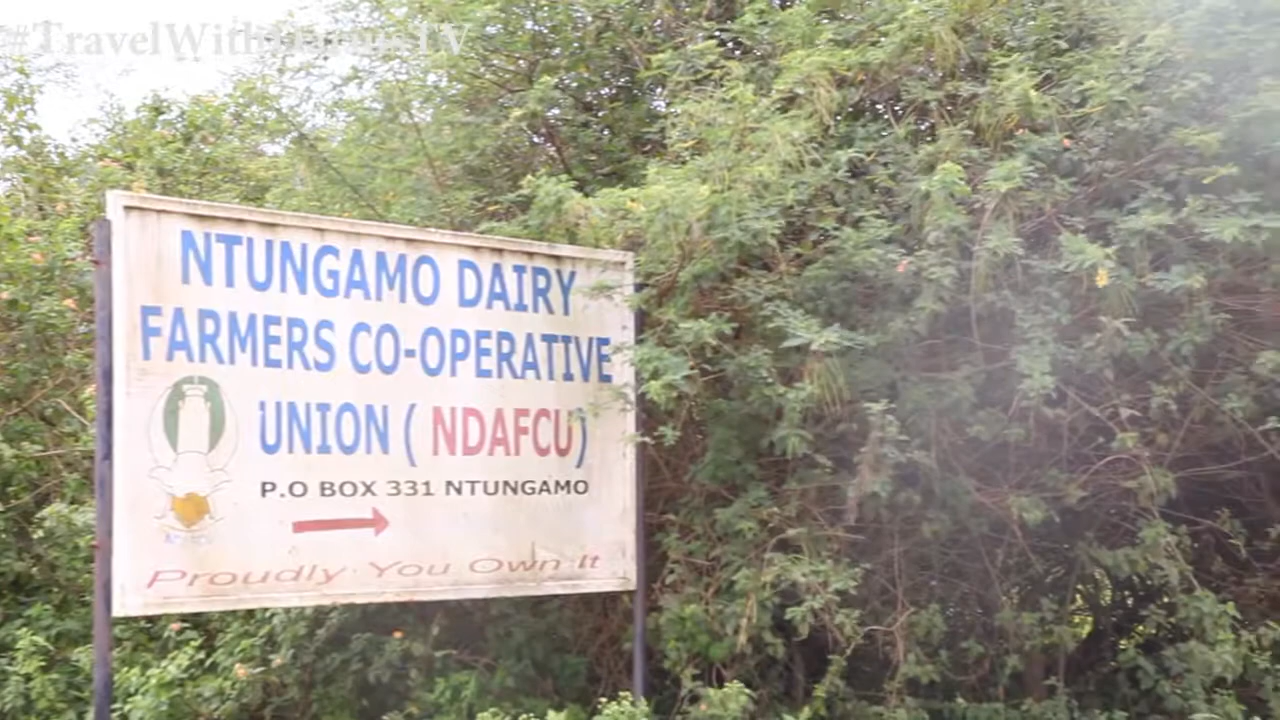 NTUNGAMO DAIRY
FARMERS CO-OPERATIVE
UNION ( NDAFCU)
P.O BOX 331 NTUNGAMO
Proudly You Own It